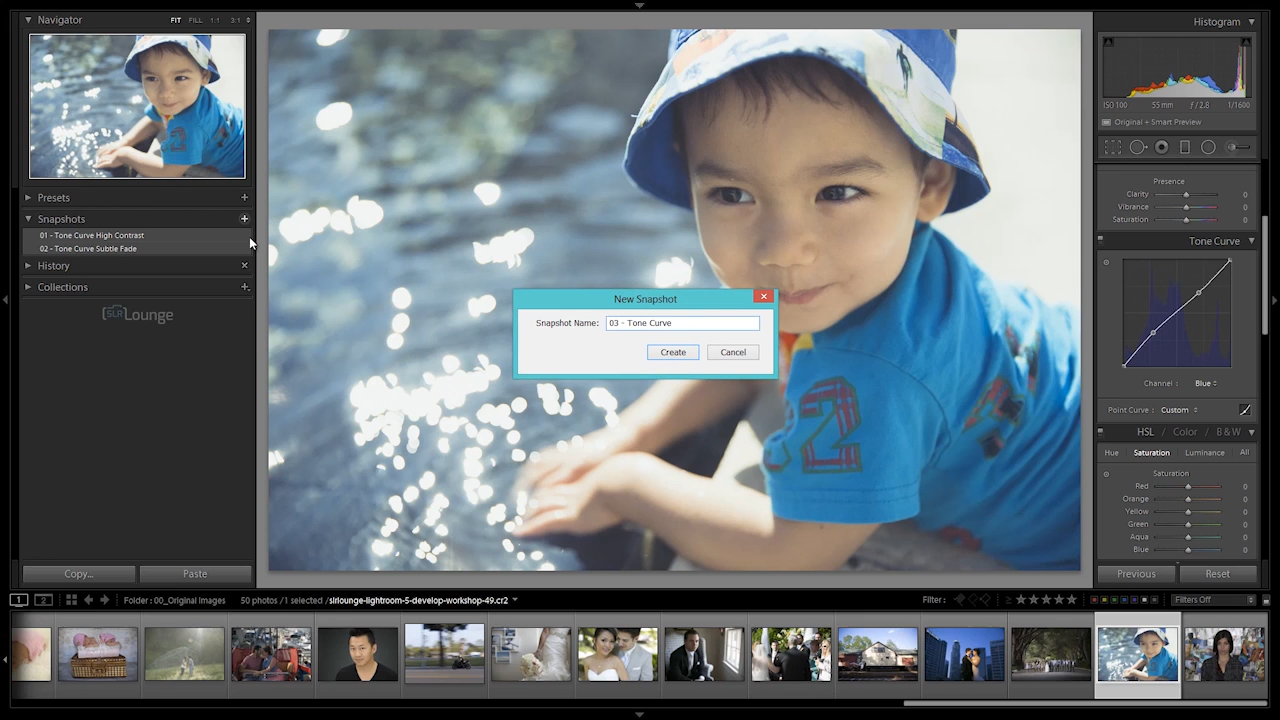 Navigator
FIT FILL 1:1 3:1
Presets
Snapshots
01 - Tone Curve High Contrast
02 - Tone Curve Subtle Fade
History
Collections
SLR Lounge
Copy...
Paste
New Snapshot
Snapshot Name: 03 - Tone Curve
Create
Cancel
2
Histogram
ISO 100 55 mm f / 2.8 1/1600
Original + Smart Preview
Presence
Clarity 0
Vibrance 0
Saturation 0
Tone Curve
Channel : Blue
Point Curve : Custom
HSL / Color / B & W
Hue Saturation Luminance All
Saturation
Red 0
Orange 0
Yellow 0
Green 0
Aqua 0
Blue 0
Previous
Reset
1 2 Folder : 00_Original Images 50 photos /1 selected /slrlounge-lightroom-5-develop-workshop-49.cr2
Filter : ≥ Filters Off